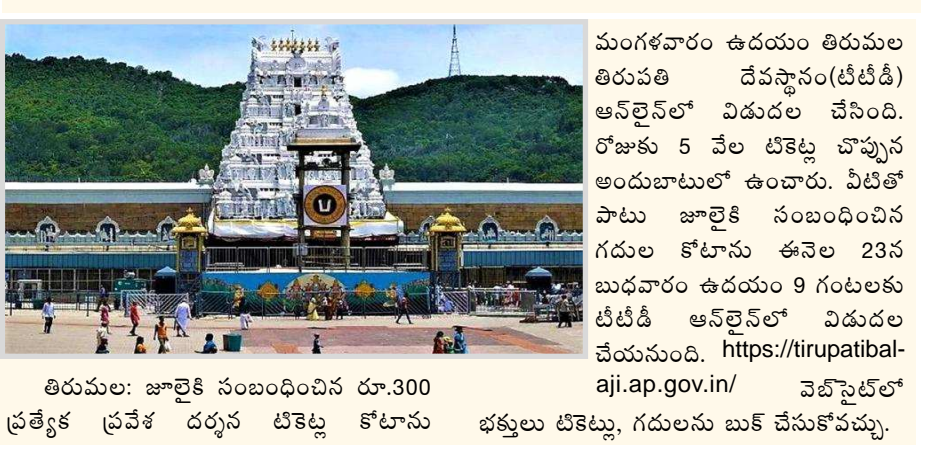 తిరుమల: జూలైకి సంబంధించిన రూ.300
ప్రత్యేక ప్రవేశ దర్శన టికెట్ల కోటాను
మంగళవారం ఉదయం తిరుమల
తిరుపతి దేవస్థానం(టీటీడీ)
ఆన్‌లైన్‌లో విడుదల చేసింది.
రోజుకు 5 వేల టికెట్ల చొప్పున
అందుబాటులో ఉంచారు. వీటితో
పాటు జూలైకి సంబంధించిన
గదుల కోటాను ఈనెల 23న
బుధవారం ఉదయం 9 గంటలకు
టీటీడీ ఆన్‌లైన్‌లో విడుదల
చేయనుంది. https://tirupatibal-
aji.ap.gov.in/ వెబ్‌సైట్‌లో
భక్తులు టికెట్లు, గదులను బుక్ చేసుకోవచ్చు.